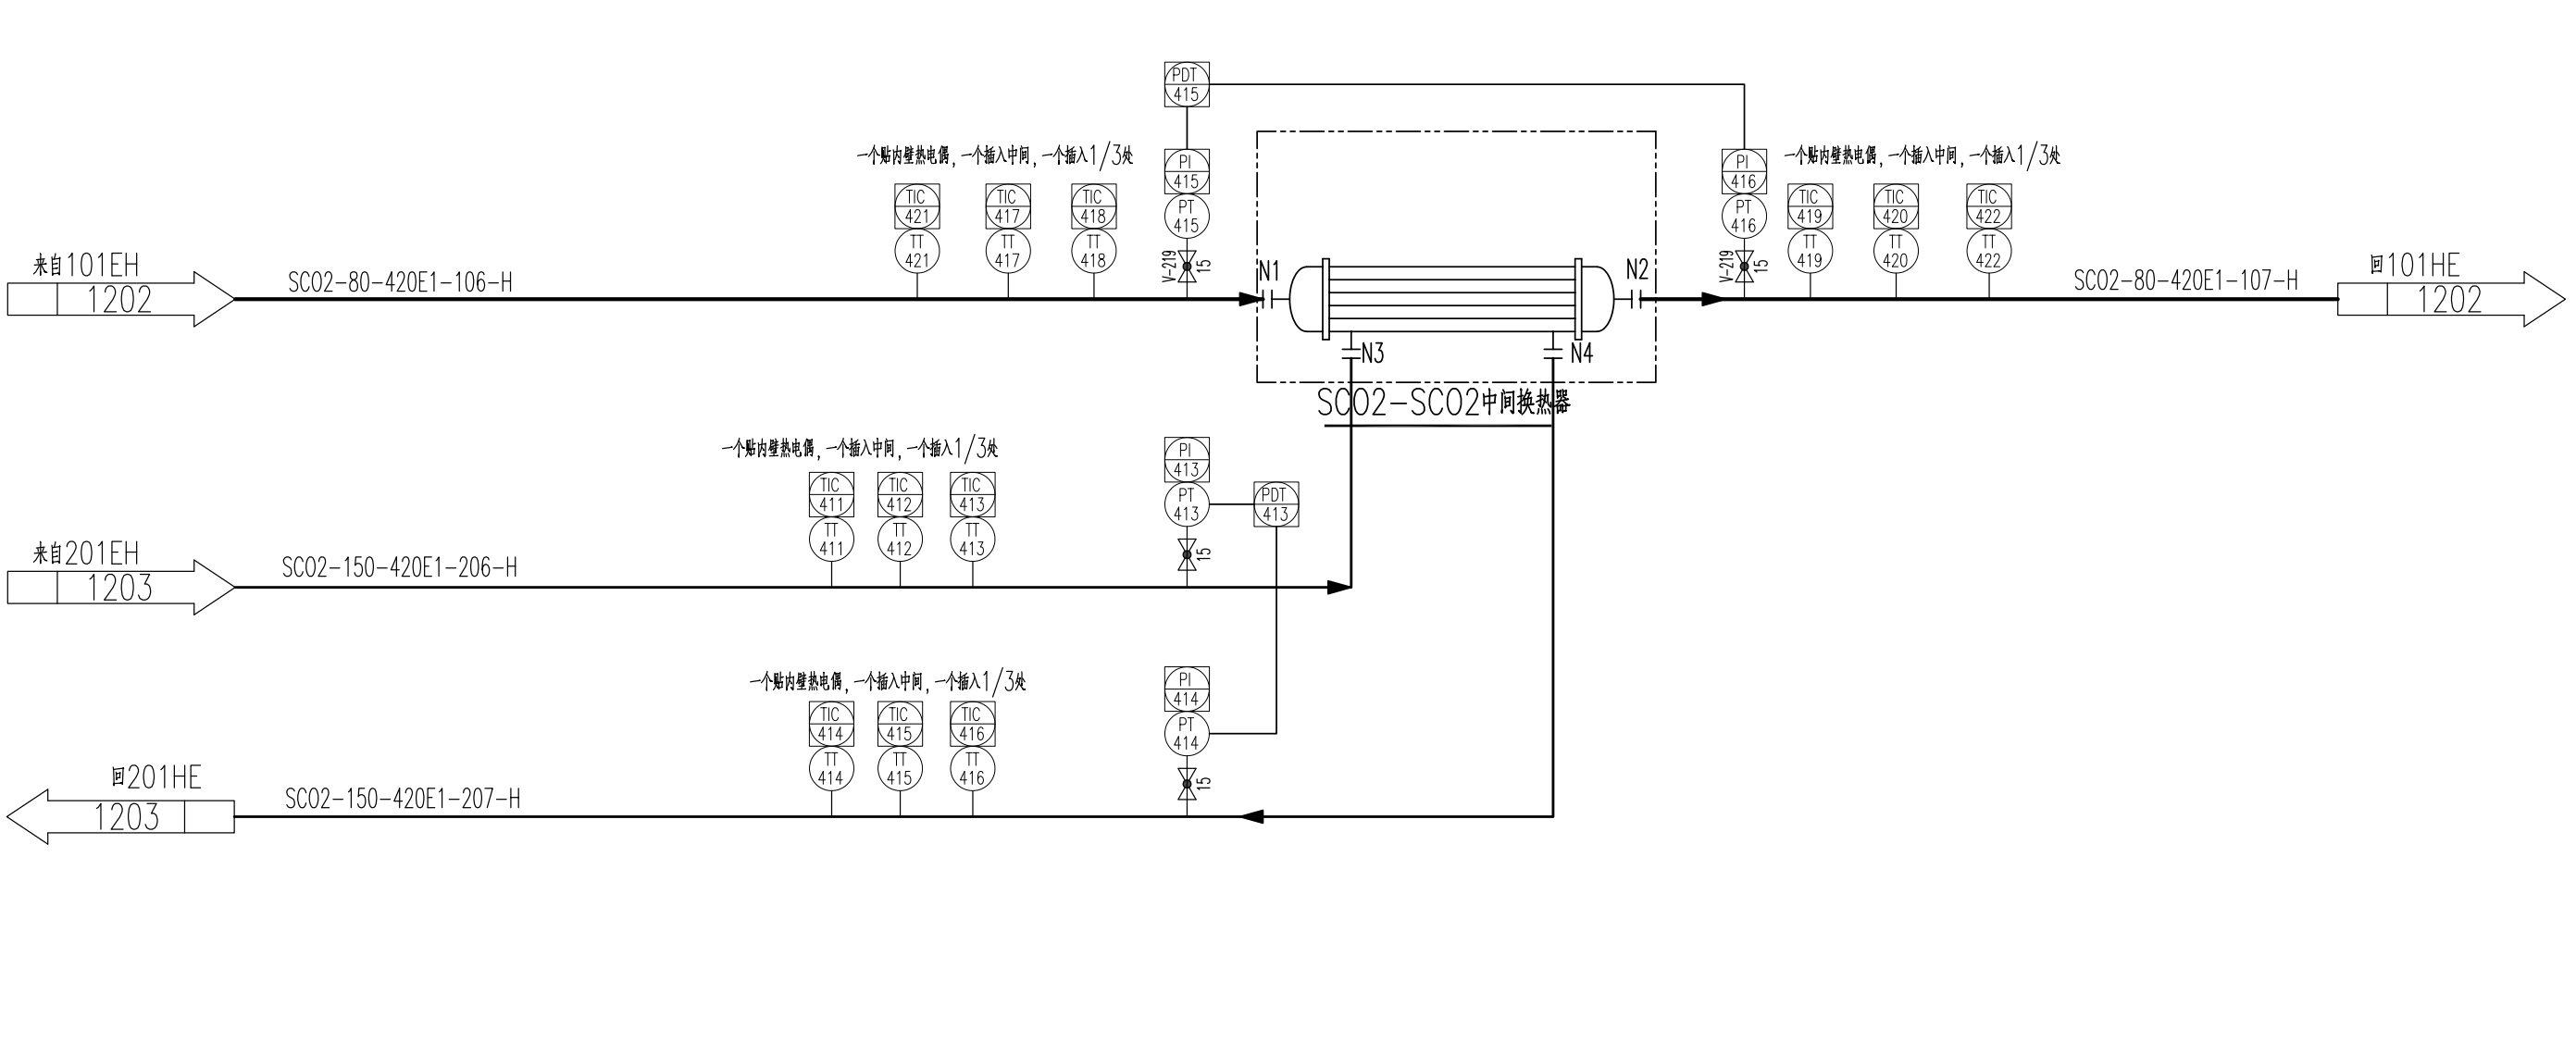 PDT
415
一个贴内壁热电偶,一个插入中间,一个插入1/3处
PI
415
PT
415
V-219
15
TIC
421
TT
421
TIC
417
TT
417
TIC
418
TT
418
来自101EH
1202
SCO2-80-420E1-106-H
N1
N2
N3
N4
SCO2-SCO2中间换热器
PI
416
PT
416
V-219
15
一个贴内壁热电偶,一个插入中间,一个插入1/3处
TIC
419
TT
419
TIC
420
TT
420
TIC
422
TT
422
SCO2-80-420E1-107-H
回101HE
1202
一个贴内壁热电偶,一个插入中间,一个插入1/3处
TIC
411
TT
411
TIC
412
TT
412
TIC
413
TT
413
PI
413
PT
413
PDT
413
15
来自201EH
1203
SCO2-150-420E1-206-H
一个贴内壁热电偶,一个插入中间,一个插入1/3处
TIC
414
TT
414
TIC
415
TT
415
TIC
416
TT
416
PI
414
PT
414
15
回201HE
1203
SCO2-150-420E1-207-H